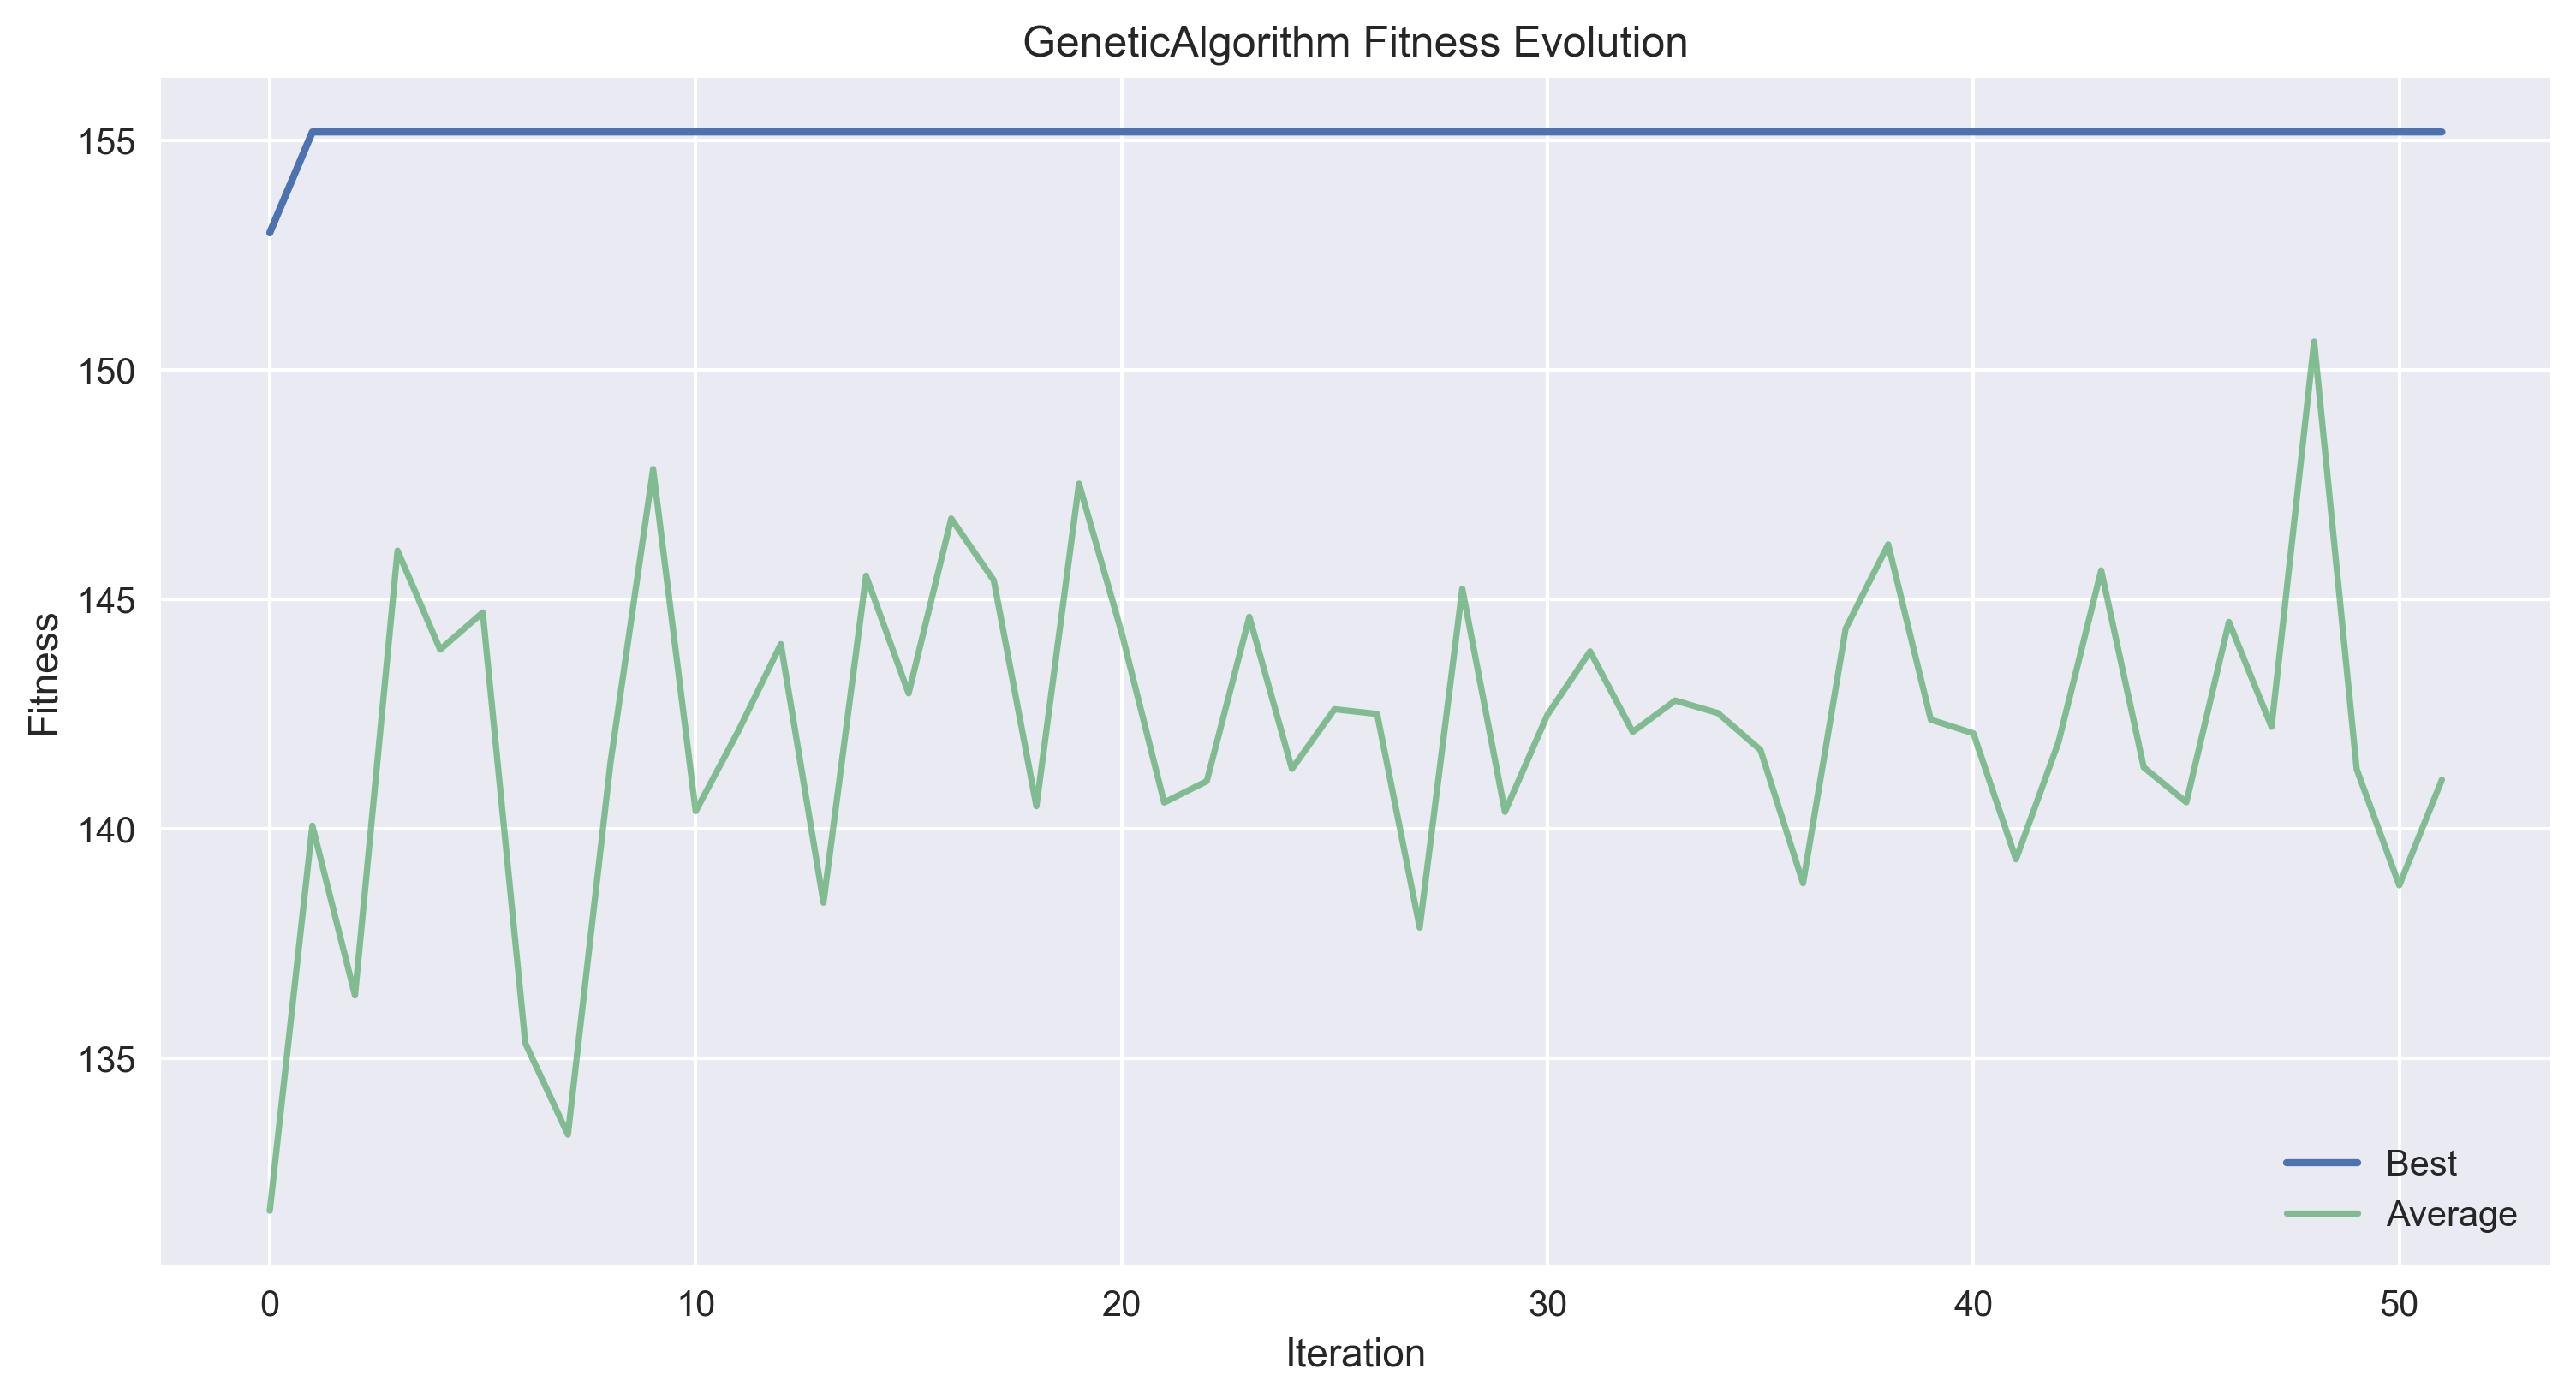 GeneticAlgorithm Fitness Evolution
155
150
145
140
135
Fitness
Best
Average
0 10 20 30 40 50
Iteration